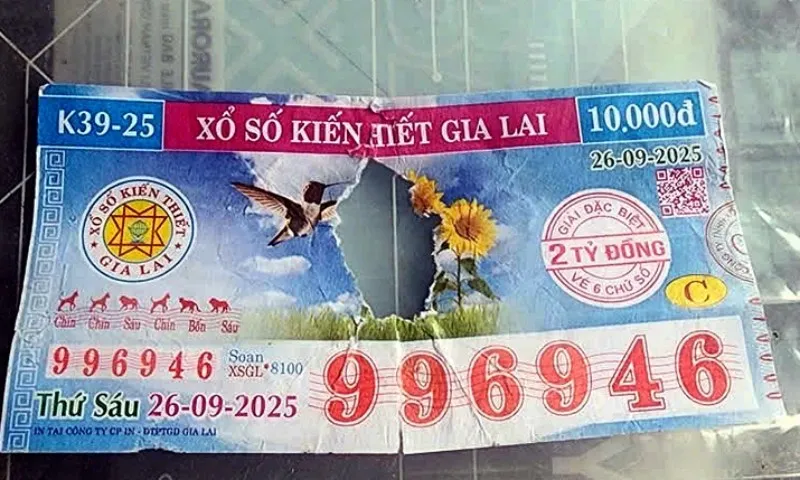 AURORA
K39-25
XỔ SỐ KIẾN THIẾT GIA LAI
10.000đ
26-09-2025
XỔ SỐ KIẾN THIẾT
GIA LAI
GIẢI ĐẶC BIỆT
2 TỶ ĐỒNG
VÉ 6 CHỮ SỐ
C
Chín Chín Sáu Chín Bốn Sáu
996946
Soạn
XSGL*8100
996946
Thứ Sáu 26-09-2025
IN TẠI CÔNG TY CP IN - DTPTGD GIA LAI